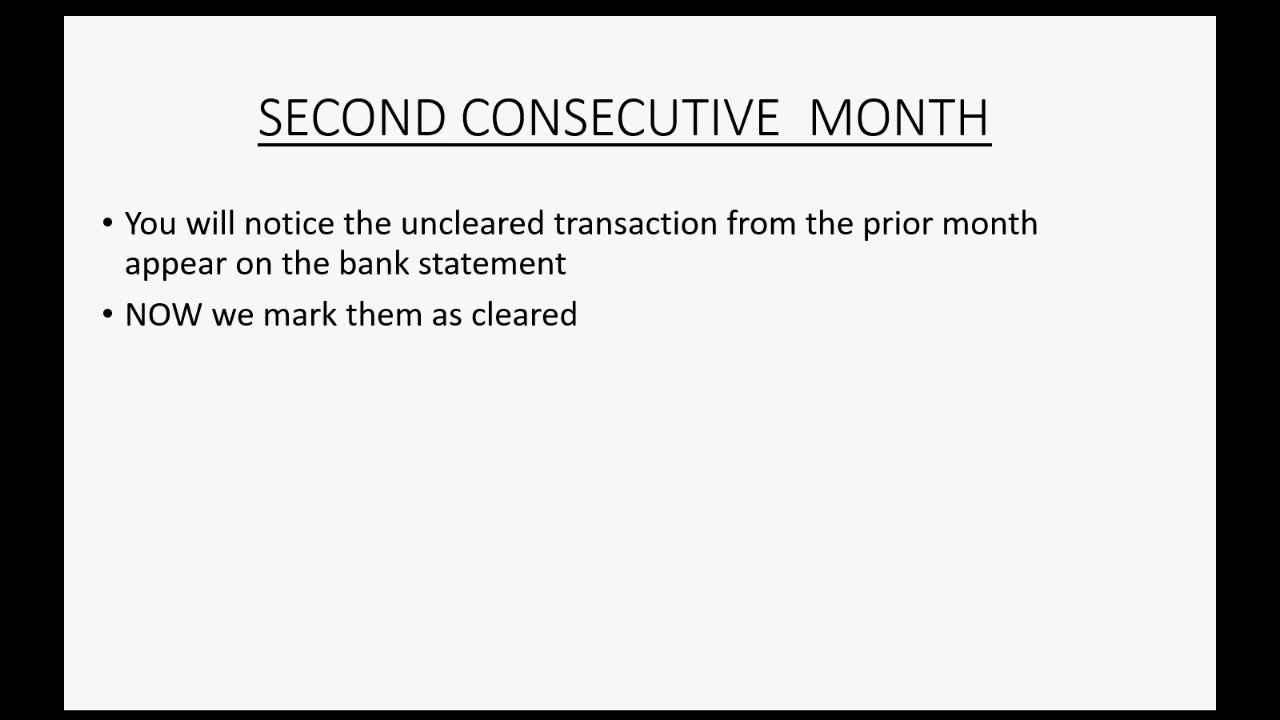 SECOND CONSECUTIVE  MONTH
• You will notice the uncleared transaction from the prior month
appear on the bank statement
• NOW we mark them as cleared